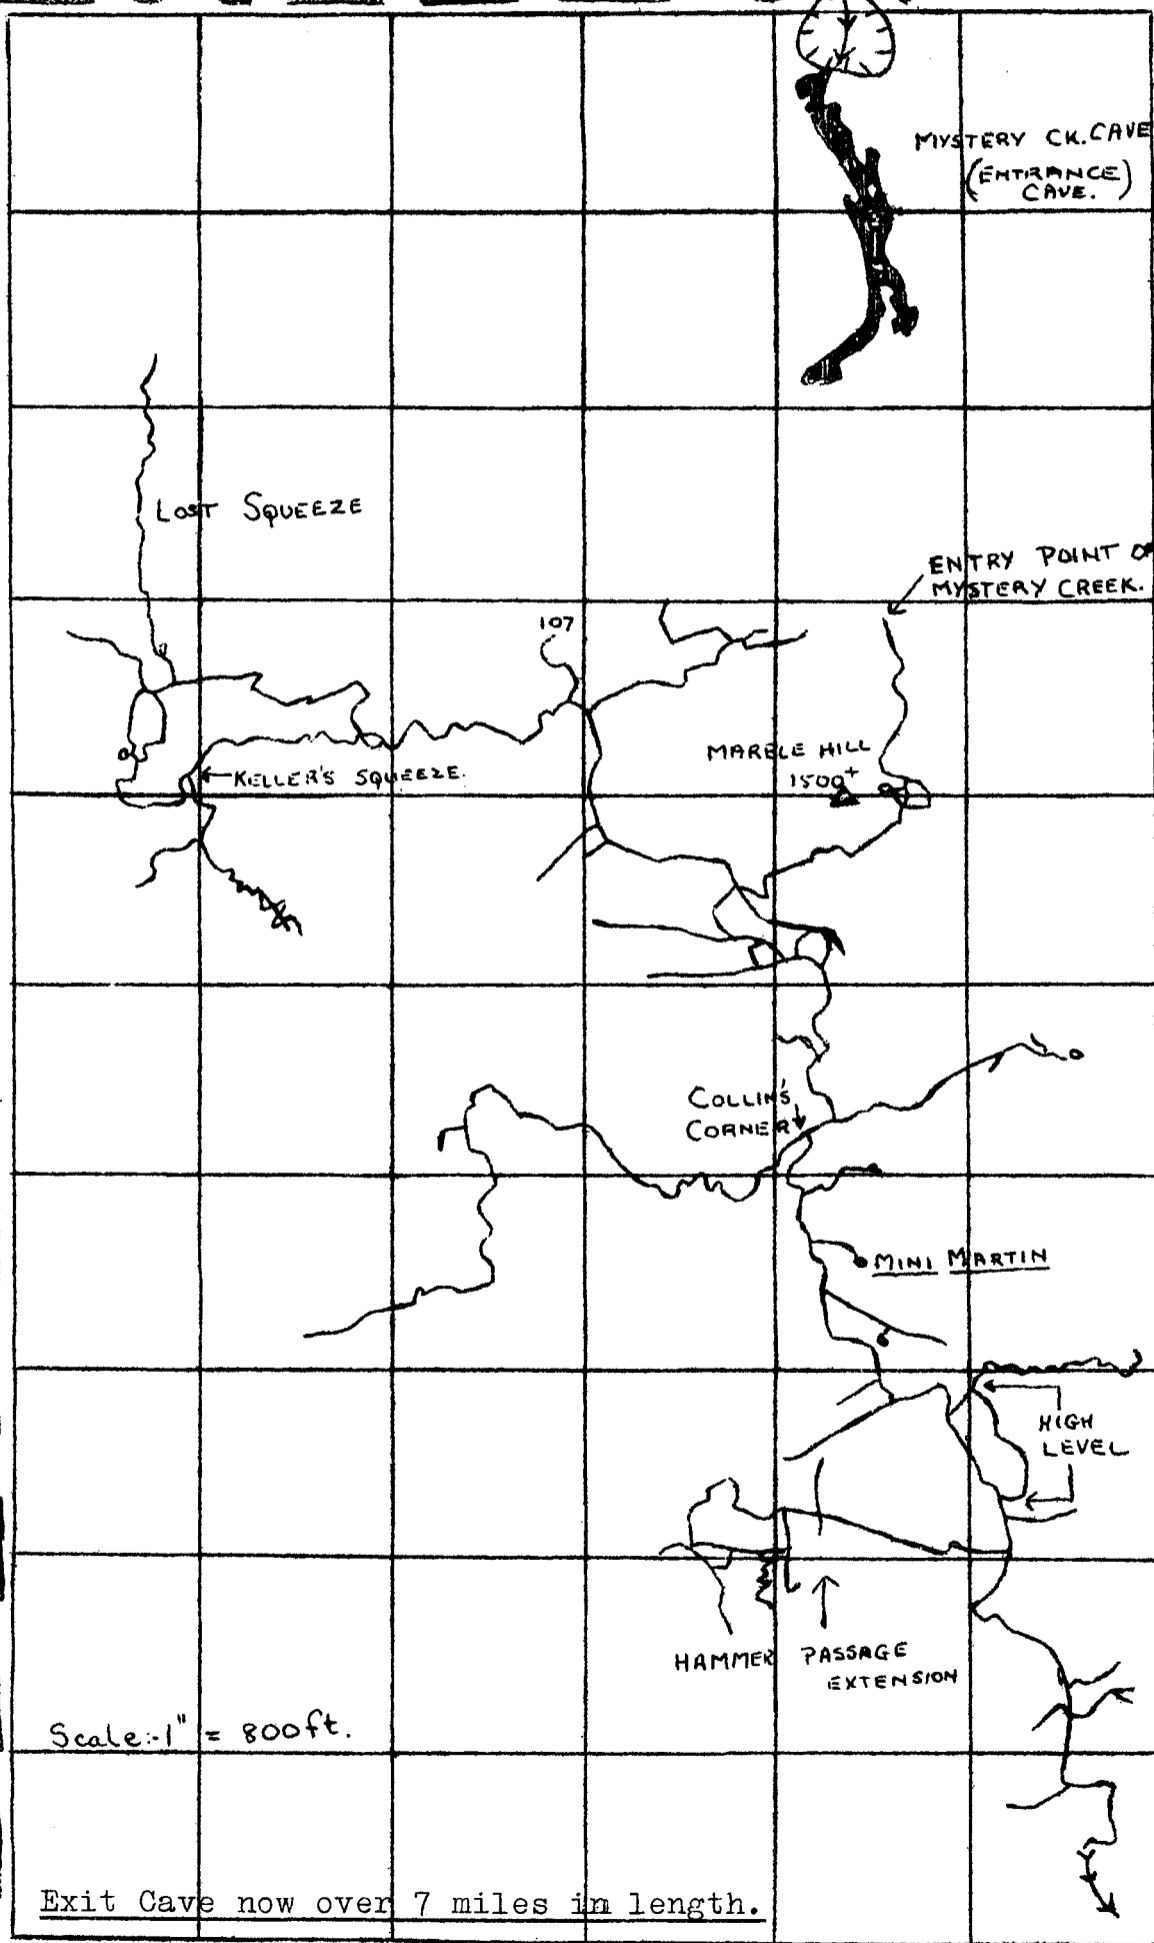 MYSTERY CK. CAVE
(ENTRANCE)
CAVE.
LOST SQUEEZE
ENTRY POINT OF
MYSTERY CREEK.
107
MARBLE HILL
1500+
KELLER'S SQUEEZE.
COLLIN'S
CORNER
MINI MARTIN
HIGH
LEVEL
HAMMER PASSAGE
EXTENSION
Scale:-1" = 800ft.
Exit Cave now over 7 miles in length.